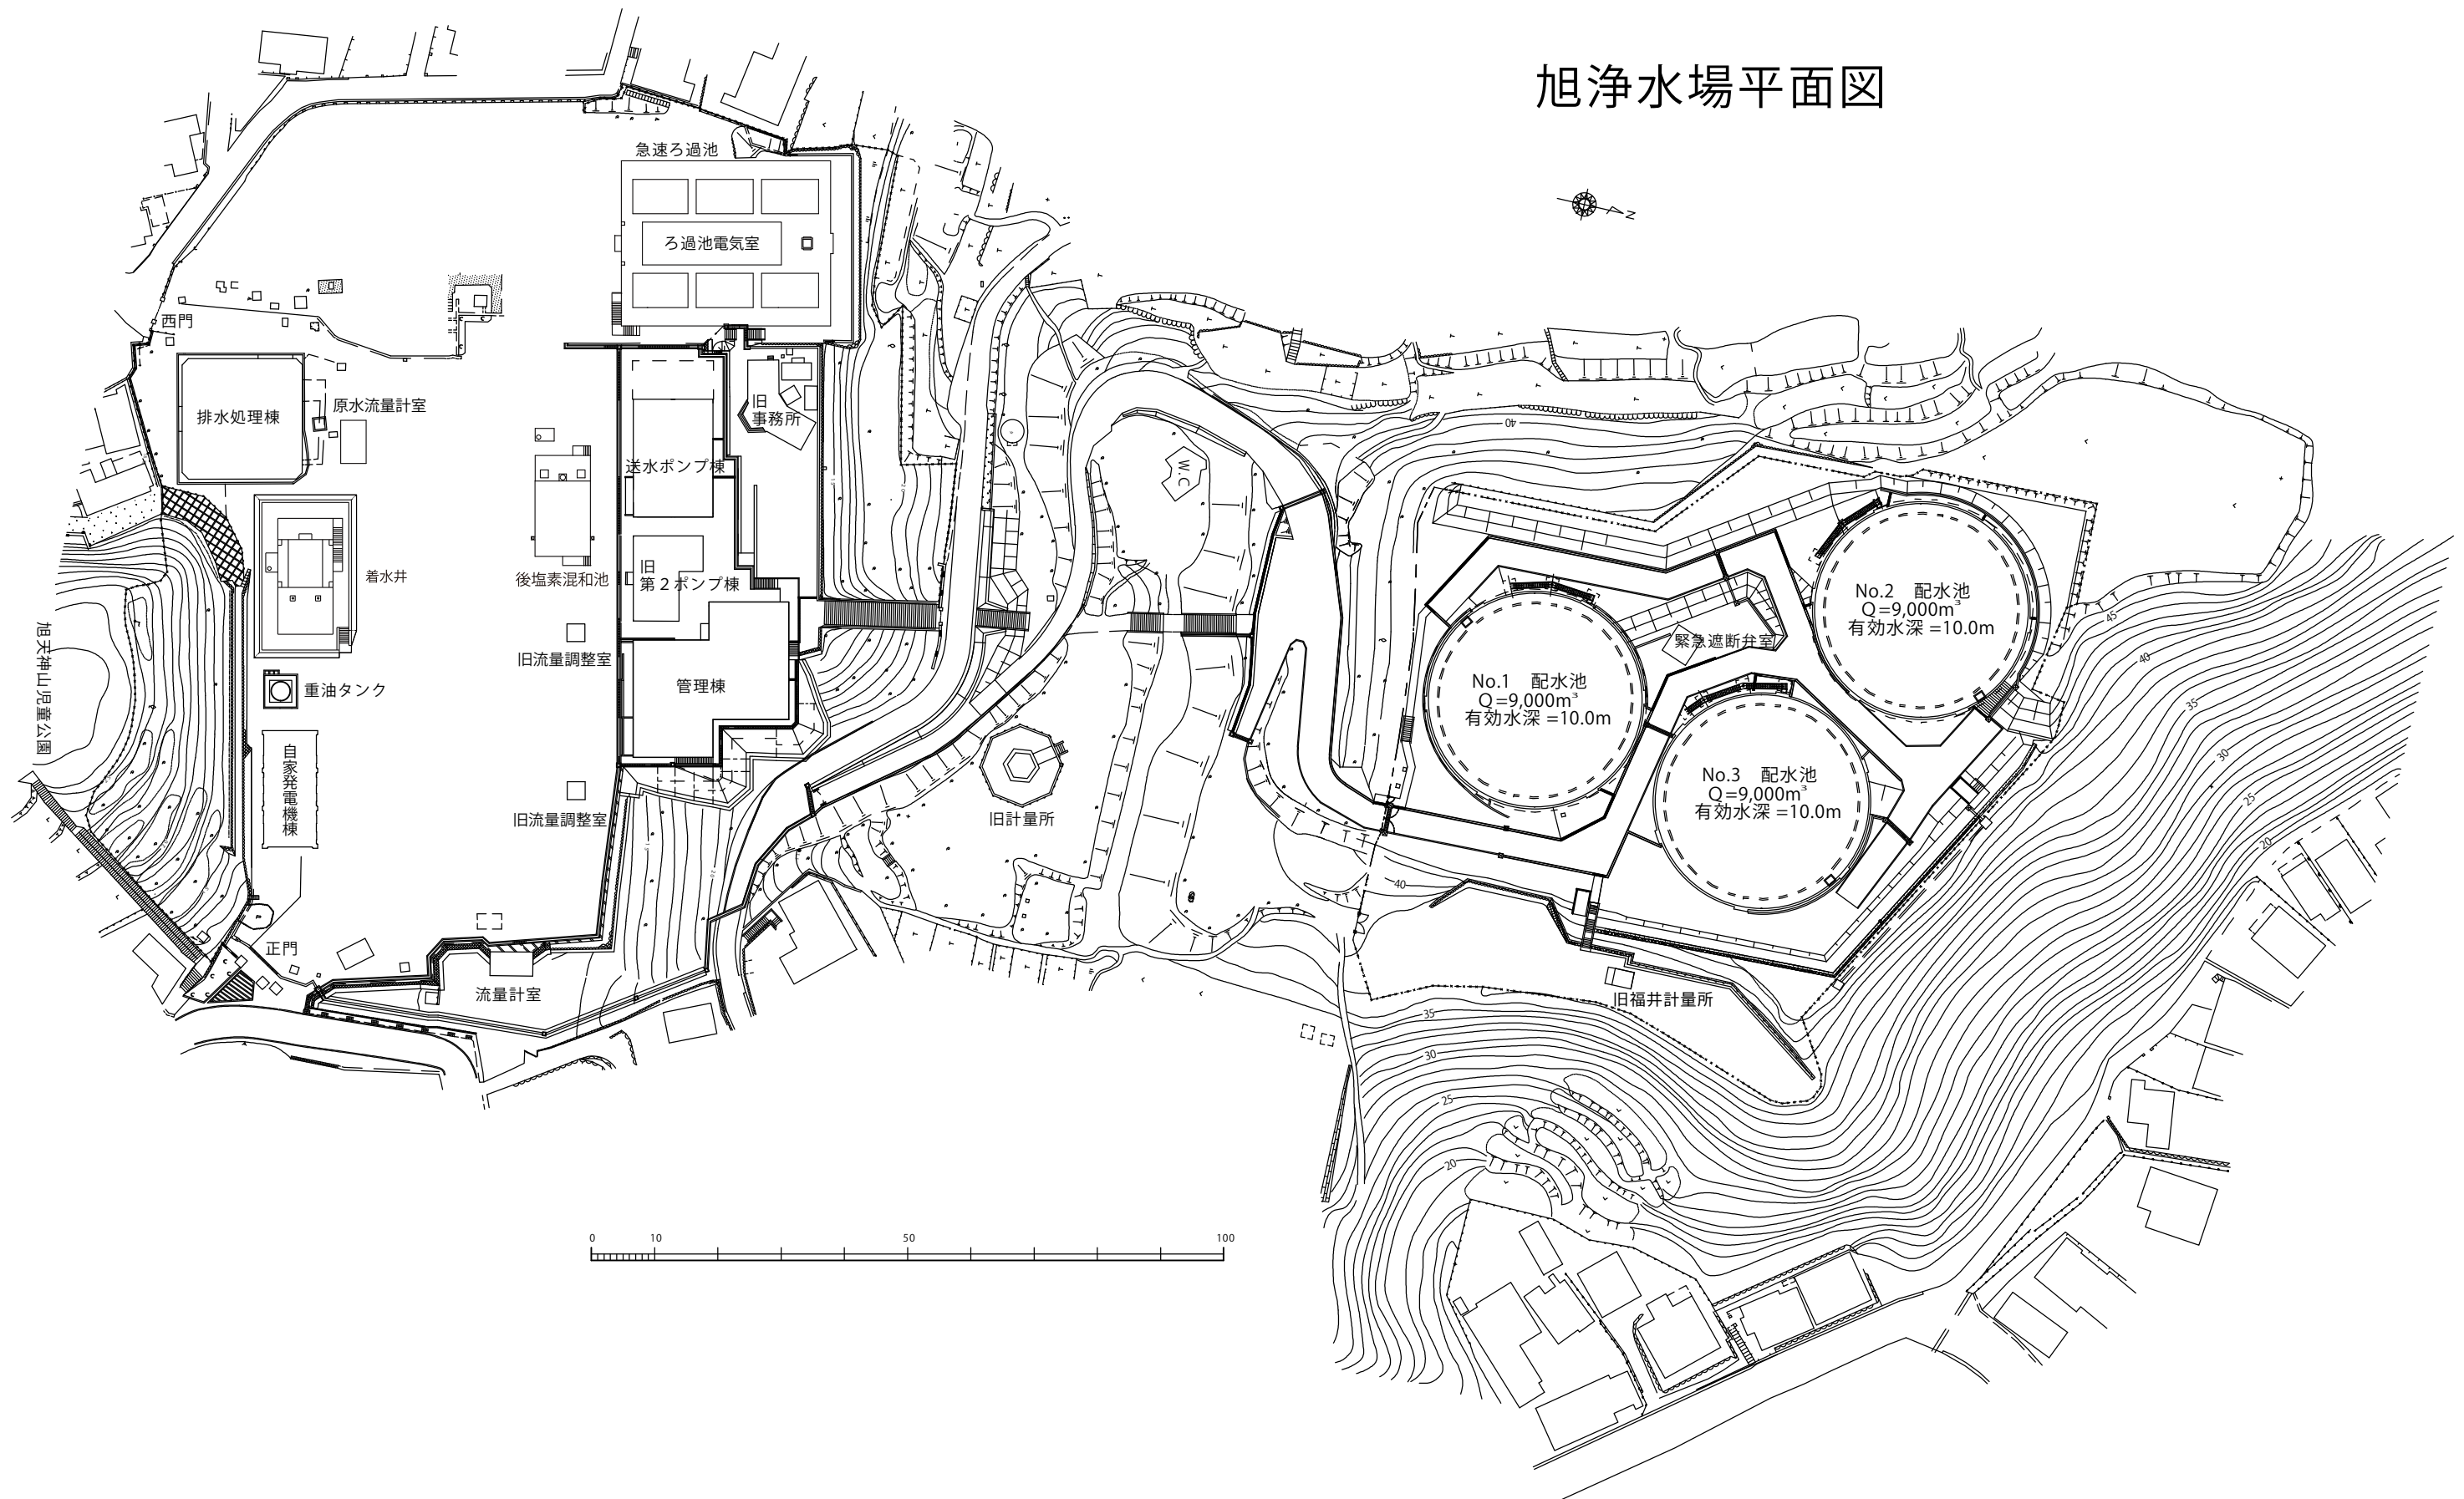 旭浄水場平面図
N
急速ろ過池
ろ過池電気室
西門
排水処理棟
原水流量計室
旧
事務所
送水ポンプ棟
W.C
着水井
後塩素混和池
旧
第２ポンプ棟
旧流量調整室
管理棟
重油タンク
旭天神山児童公園
自家発電機棟
旧流量調整室
旧計量所
正門
流量計室
No.1 配水池
Q=9,000m³
有効水深=10.0m
No.2 配水池
Q=9,000m³
有効水深=10.0m
緊急遮断弁室
No.3 配水池
Q=9,000m³
有効水深=10.0m
旧福井計量所
40
45
40
35
30
25
20
40
35
30
25
20
0 10 50 100